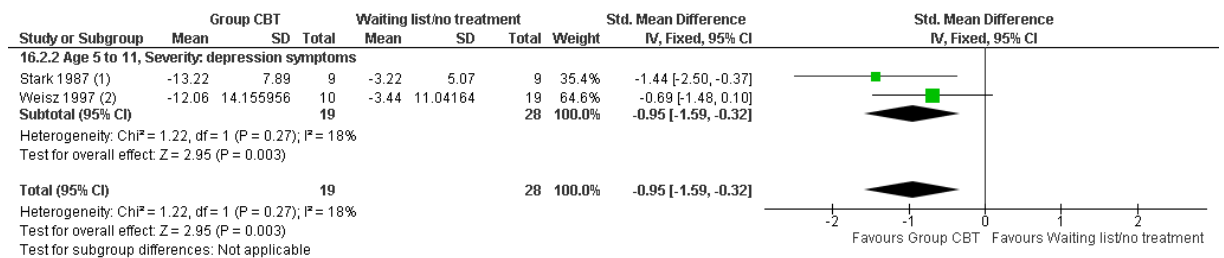 Group CBT Waiting list/no treatment Std. Mean Difference Std. Mean Difference
Study or Subgroup Mean SD Total Mean SD Total Weight IV, Fixed, 95% CI IV, Fixed, 95% CI
16.2.2 Age 5 to 11, Severity: depression symptoms
Stark 1987 (1) -13.22 7.89 9 -3.22 5.07 9 35.4% -1.44 [-2.50, -0.37]
Weisz 1997 (2) -12.06 14.155956 10 -3.44 11.04164 19 64.6% -0.69 [-1.48, 0.10]
Subtotal (95% CI) 19 28 100.0% -0.95 [-1.59, -0.32]
Heterogeneity: Chi² = 1.22, df = 1 (P = 0.27); I² = 18%
Test for overall effect: Z = 2.95 (P = 0.003)
Total (95% CI) 19 28 100.0% -0.95 [-1.59, -0.32]
Heterogeneity: Chi² = 1.22, df = 1 (P = 0.27); I² = 18%
Test for overall effect: Z = 2.95 (P = 0.003)
Test for subgroup differences: Not applicable
-2 -1 0 1 2
Favours Group CBT Favours Waiting list/no treatment